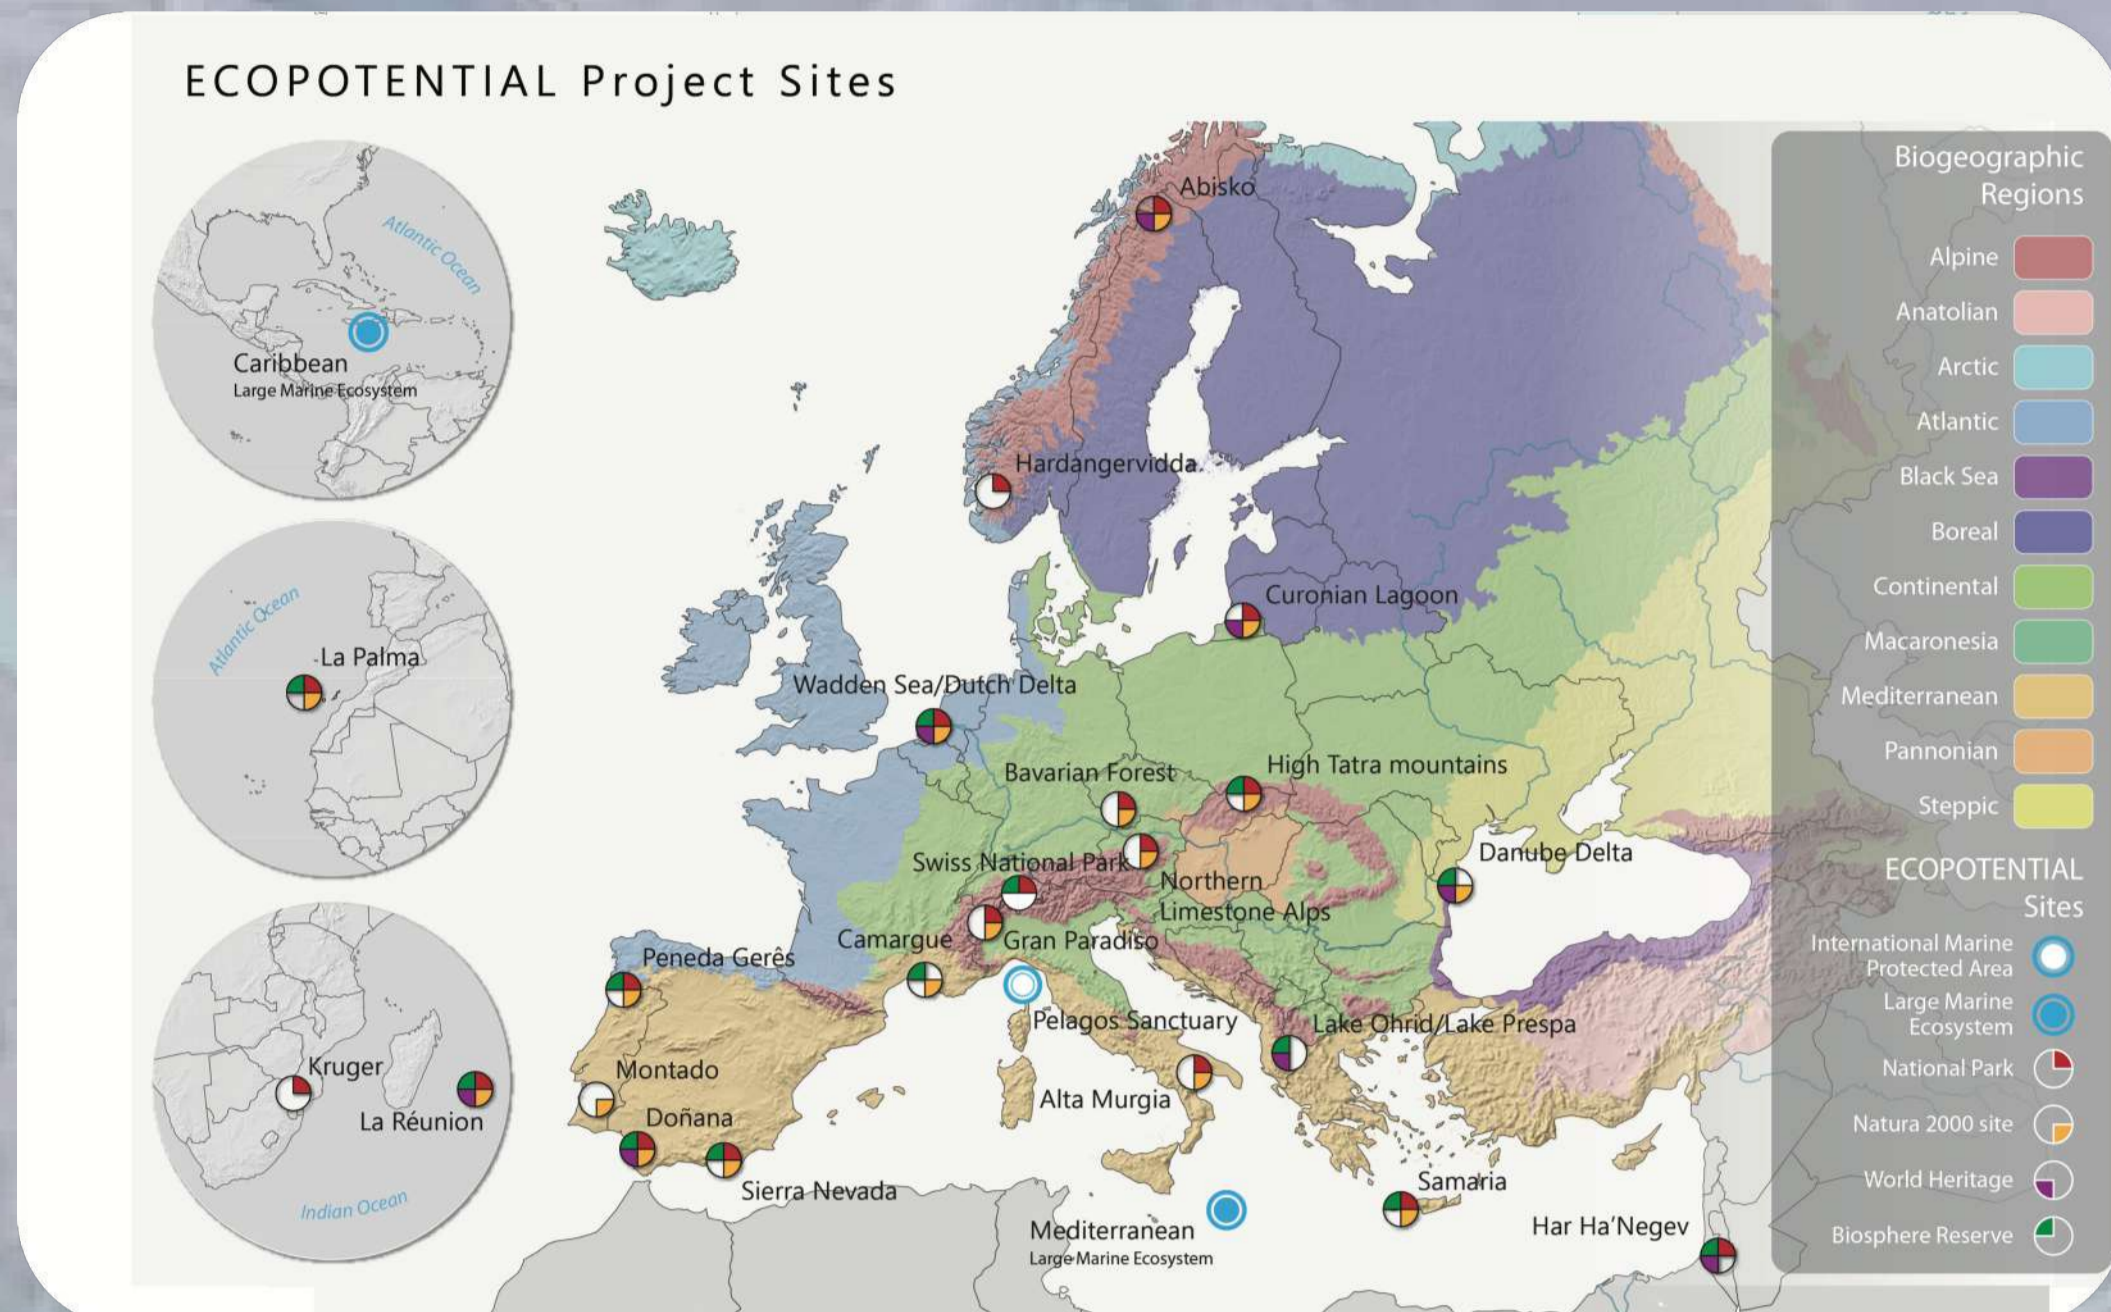 ECOPOTENTIAL Project Sites
Atlantic Ocean
Caribbean
Large Marine Ecosystem
Atlantic Ocean
La Palma
Kruger
La Réunion
Indian Ocean
Abisko
Hardangervidda
Curonian Lagoon
Wadden Sea/Dutch Delta
Bavarian Forest
High Tatra mountains
Swiss National Park
Northern
Limestone Alps
Danube Delta
Camargue
Gran Paradiso
Peneda Gerês
Pelagos Sanctuary
Lake Ohrid/Lake Prespa
Montado
Alta Murgia
Doñana
Sierra Nevada
Samaria
Mediterranean
Large Marine Ecosystem
Har Ha'Negev
Biogeographic
Regions
Alpine
Anatolian
Arctic
Atlantic
Black Sea
Boreal
Continental
Macaronesia
Mediterranean
Pannonian
Steppic
ECOPOTENTIAL
Sites
International Marine
Protected Area
Large Marine
Ecosystem
National Park
Natura 2000 site
World Heritage
Biosphere Reserve